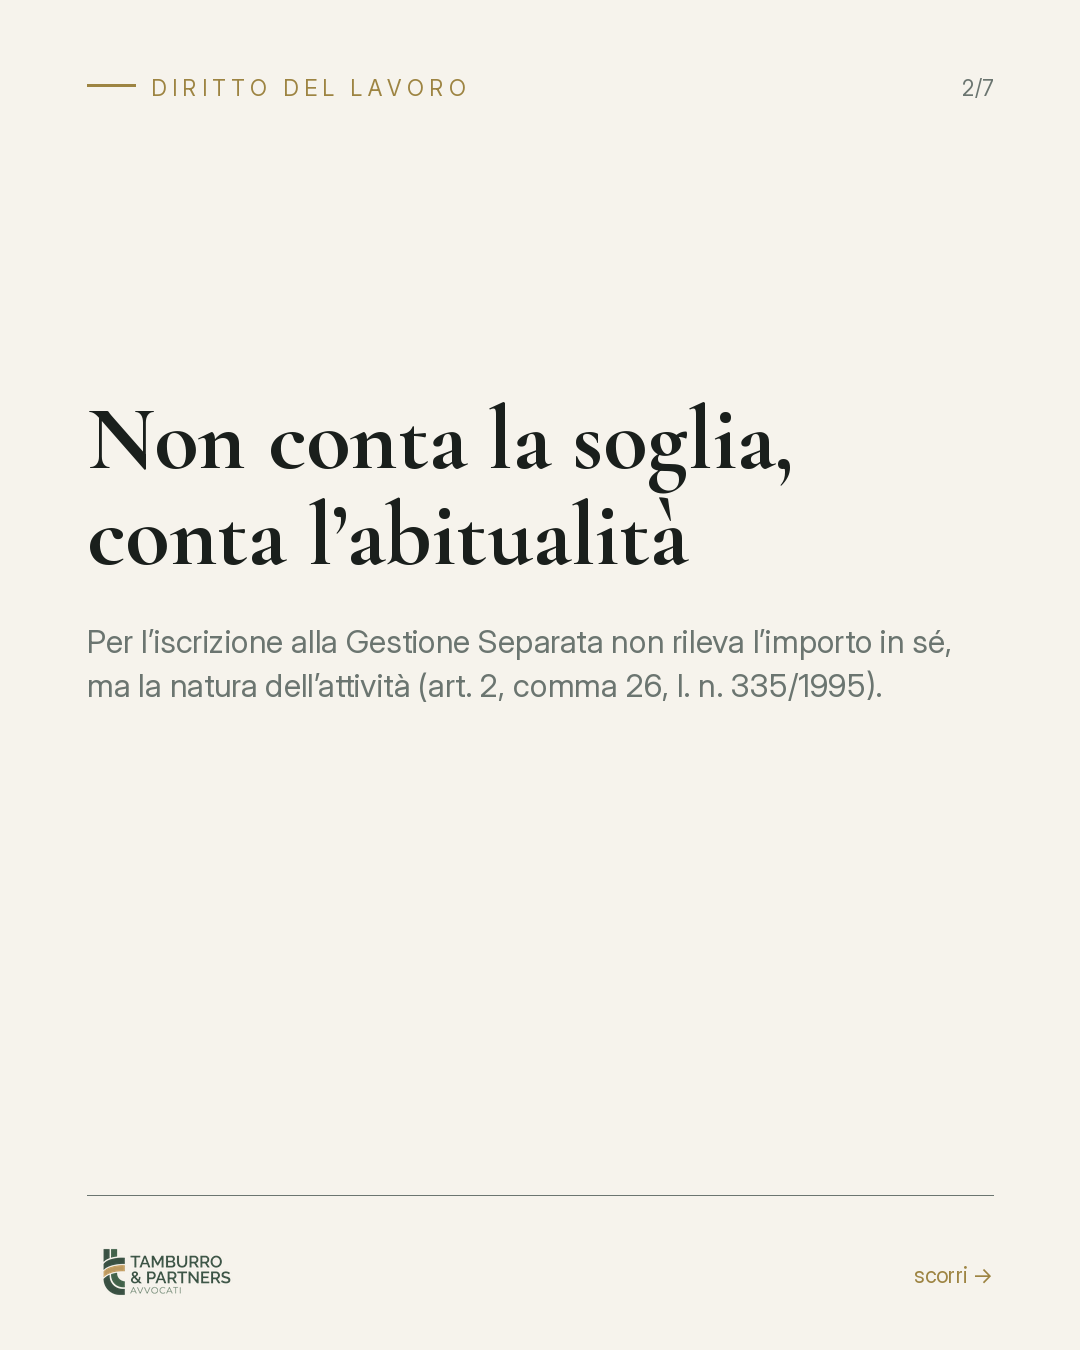 DIRITTO DEL LAVORO
2/7
Non conta la soglia,
conta l’abitualità
Per l’iscrizione alla Gestione Separata non rileva l’importo in sé,
ma la natura dell’attività (art. 2, comma 26, l. n. 335/1995).
TAMBURRO
& PARTNERS
AVVOCATI
scorri →